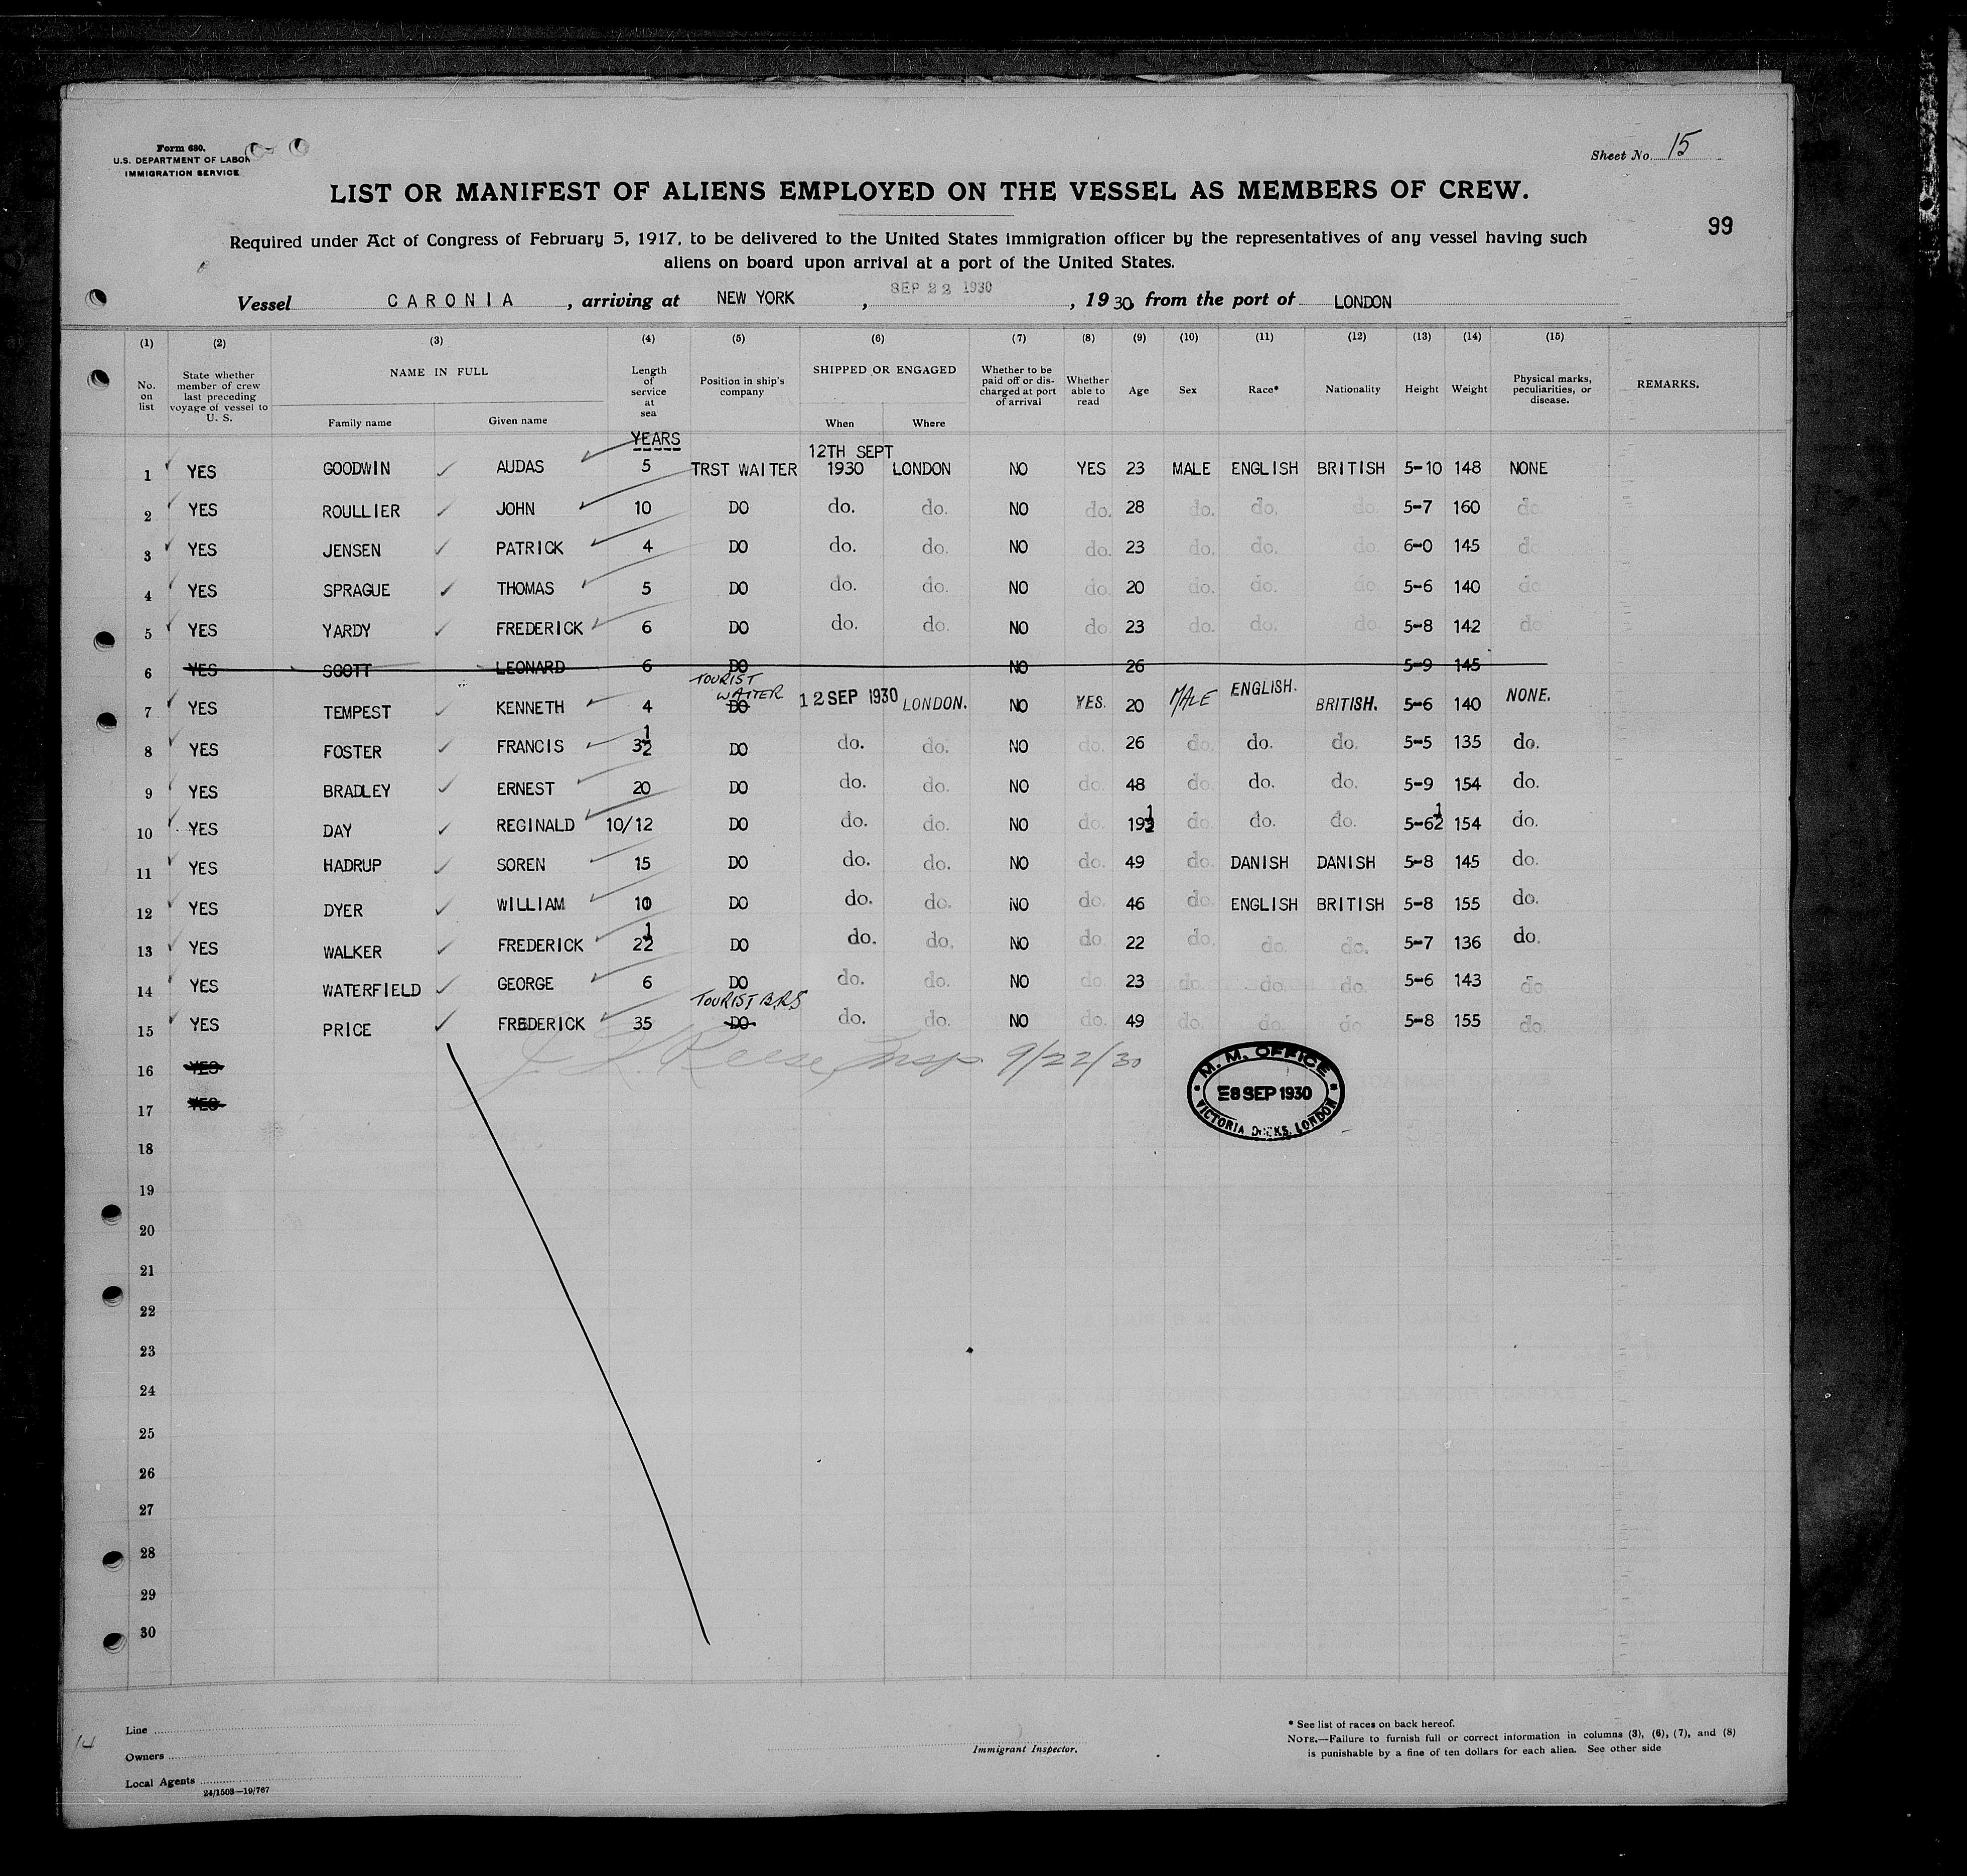 Form 680.
U.S. DEPARTMENT OF LABOR
IMMIGRATION SERVICE
Sheet No. 15
LIST OR MANIFEST OF ALIENS EMPLOYED ON THE VESSEL AS MEMBERS OF CREW.
99
Required under Act of Congress of February 5, 1917, to be delivered to the United States immigration officer by the representatives of any vessel having such
aliens on board upon arrival at a port of the United States.
Vessel CARONIA, arriving at NEW YORK, SEP 22 1930, 1930, from the port of LONDON
(1) (2) (3) (4) (5) (6) (7) (8) (9) (10) (11) (12) (13) (14) (15)
No. on list
State whether member of crew last preceding voyage of vessel to U. S.
NAME IN FULL
Family name Given name
Length of service at sea
Position in ship's company
SHIPPED OR ENGAGED
When Where
Whether to be paid off or discharged at port of arrival
Whether able to read
Age
Sex
Race*
Nationality
Height
Weight
Physical marks, peculiarities, or disease.
REMARKS.
YEARS
1 YES GOODWIN AUDAS 5 TRST WAITER 12TH SEPT 1930 LONDON NO YES 23 MALE ENGLISH BRITISH 5-10 148 NONE
2 YES ROULLIER JOHN 10 DO do. do. NO do. 28 do. do. do. 5-7 160 do
3 YES JENSEN PATRICK 4 DO do. do. NO do. 23 do. do. do 6-0 145 d
4 YES SPRAGUE THOMAS 5 DO do. do. NO do. 20 do. do. do 5-6 140 do
5 YES YARDY FREDERICK 6 DO do. do. NO do 23 do. do. do. 5-8 142 do
6 YES SCOTT LEONARD 6 DO NO 26 5-9 145
7 YES TEMPEST KENNETH 4 DO TOURIST WAITER 12 SEP 1930 LONDON. NO YES. 20 MALE ENGLISH. BRITISH. 5-6 140 NONE.
8 YES FOSTER FRANCIS 3½ DO do. do. NO do. 26 do. do. do. 5-5 135 do.
9 YES BRADLEY ERNEST 20 DO do. do. NO do. 48 do. do. do. 5-9 154 do.
10 YES DAY REGINALD 10/12 DO do. do. NO do. 19½ do. do. do. 5-6½ 154 do.
11 YES HADRUP SOREN 15 DO do. do. NO do. 49 do. DANISH DANISH 5-8 145 do.
12 YES DYER WILLIAM 10 DO do. do. NO do. 46 do. ENGLISH BRITISH 5-8 155 do.
13 YES WALKER FREDERICK 2½ DO do. do. NO do. 22 do. do. do. 5-7 136 do.
14 YES WATERFIELD GEORGE 6 DO do. do. NO do. 23 do. do. do. 5-6 143 do.
15 YES PRICE FREDERICK 35 DO TOURIST B.R.S do. do. NO do. 49 do. do. do 5-8 155 do.
16 YES
17 YES
Reese Insp 9/22/30
M. M. OFFICE
8 SEP 1930
VICTORIA DOCKS, LONDON
18
19
20
21
22
23
24
25
26
27
28
29
30
14
Line
Owners
Local Agents
24/1503—19/767
Immigrant Inspector.
* See list of races on back hereof.
NOTE.—Failure to furnish full or correct information in columns (3), (6), (7), and (8)
is punishable by a fine of ten dollars for each alien. See other side